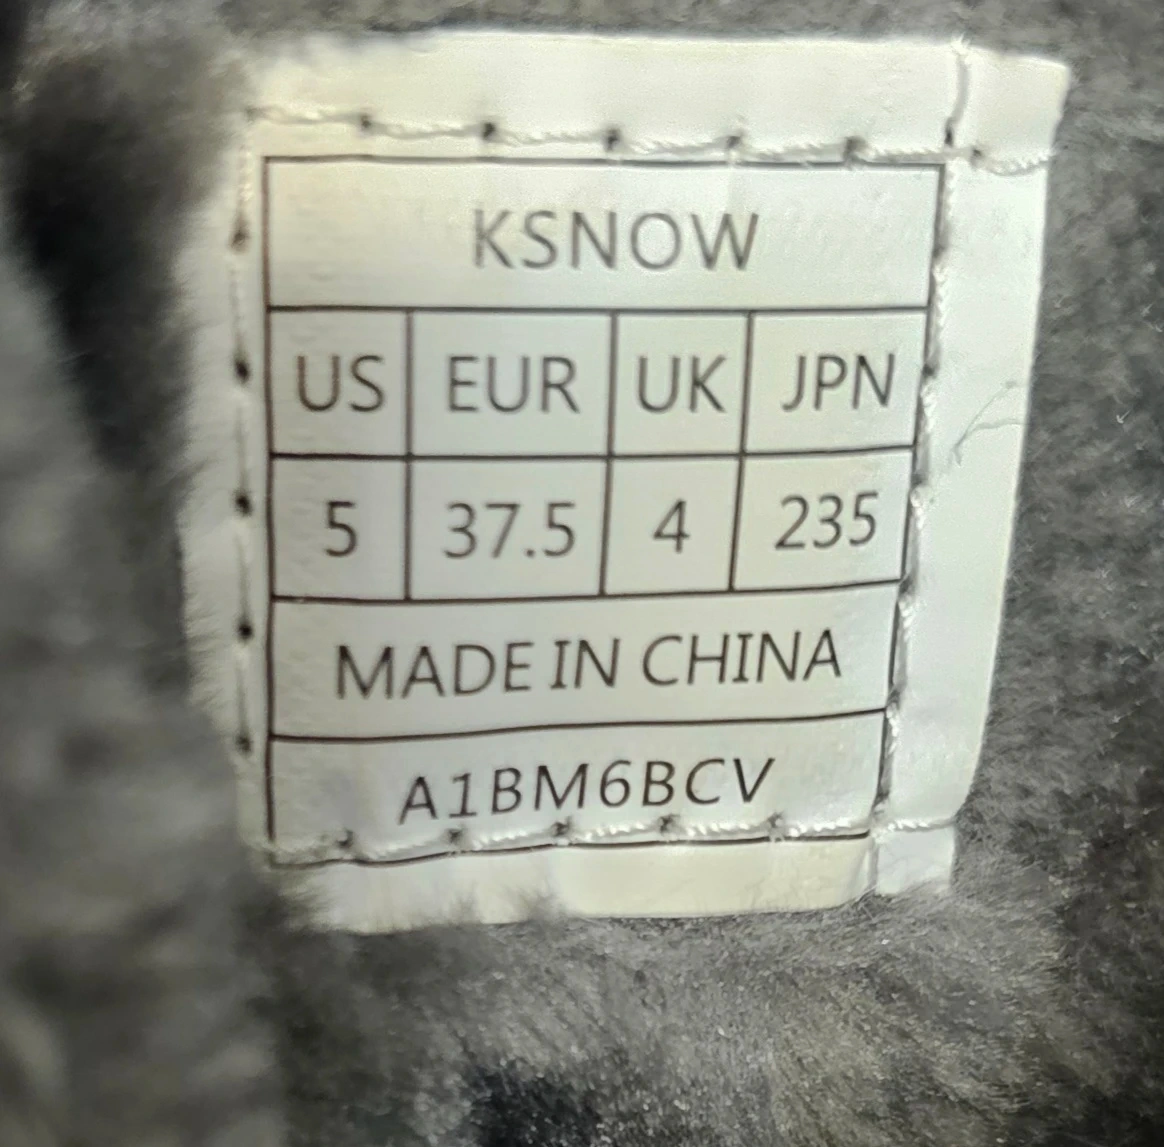 KSNOW
US EUR UK JPN
5 37.5 4 235
MADE IN CHINA
A1BM6BCV